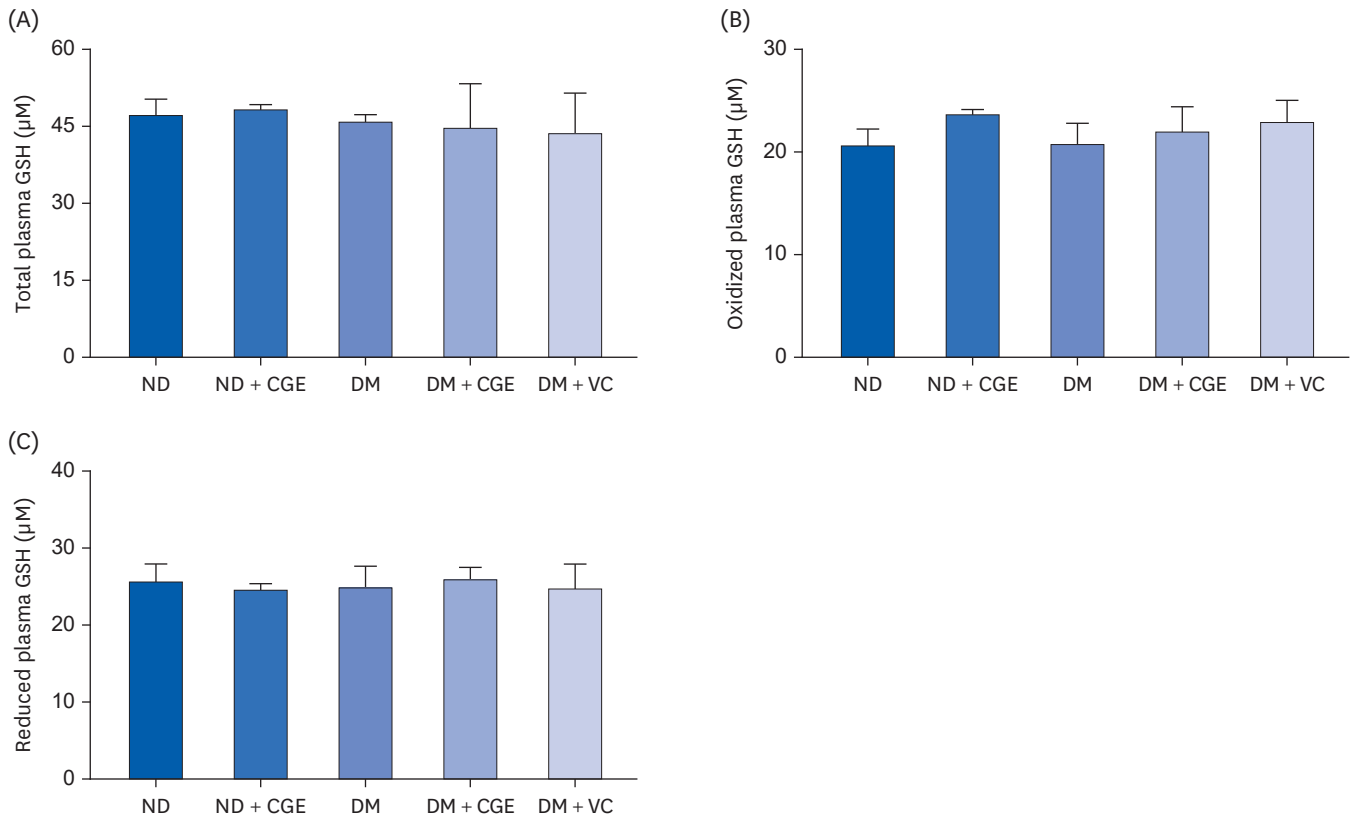 (A)
Total plasma GSH (μM)
60
45
30
15
0
ND ND + CGE DM DM + CGE DM + VC
(B)
Oxidized plasma GSH (μM)
30
20
10
0
ND ND + CGE DM DM + CGE DM + VC
(C)
Reduced plasma GSH (μM)
40
30
20
10
0
ND ND + CGE DM DM + CGE DM + VC